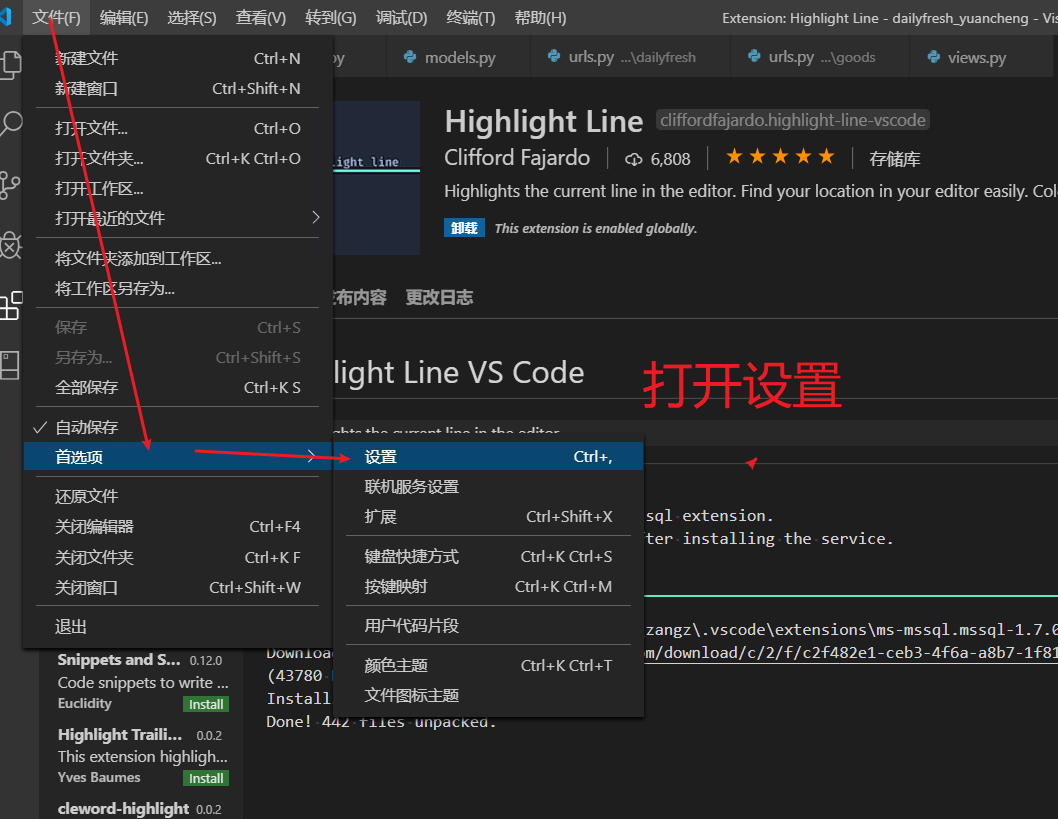 文件(F) 编辑(E) 选择(S) 查看(V) 转到(G) 调试(D) 终端(T) 帮助(H) Extension: Highlight Line - dailyfresh_yuancheng - Vis
py models.py urls.py ...\dailyfresh urls.py ...\goods views.py
新建文件 Ctrl+N
新建窗口 Ctrl+Shift+N
打开文件... Ctrl+O
打开文件夹... Ctrl+K Ctrl+O
打开工作区...
打开最近的文件
将文件夹添加到工作区...
将工作区另存为...
保存 Ctrl+S
另存为... Ctrl+Shift+S
全部保存 Ctrl+K S
自动保存
首选项
还原文件
关闭编辑器 Ctrl+F4
关闭文件夹 Ctrl+K F
关闭窗口 Ctrl+Shift+W
退出
设置 Ctrl+,
联机服务设置
扩展 Ctrl+Shift+X
键盘快捷方式 Ctrl+K Ctrl+S
按键映射 Ctrl+K Ctrl+M
用户代码片段
颜色主题 Ctrl+K Ctrl+T
文件图标主题
light line
Highlight Line cliffordfajardo.highlight-line-vscode
Clifford Fajardo 6,808 存储库
Highlights the current line in the editor. Find your location in your editor easily. Col
卸载 This extension is enabled globally.
布内容 更改日志
light Line VS Code
打开设置
ghts the current line in the editor
sql extension.
ter installing the service.
zangz\.vscode\extensions\ms-mssql.mssql-1.7.0
m/download/c/2/f/c2f482e1-ceb3-4f6a-a8b7-1f81
Downloa
(43780
Install
Done! 442 files unpacked.
Snippets and S... 0.12.0
Code snippets to write ...
Euclidity Install
Highlight Traili... 0.0.2
This extension highligh...
Yves Baumes Install
cleword-highlight 0.0.2